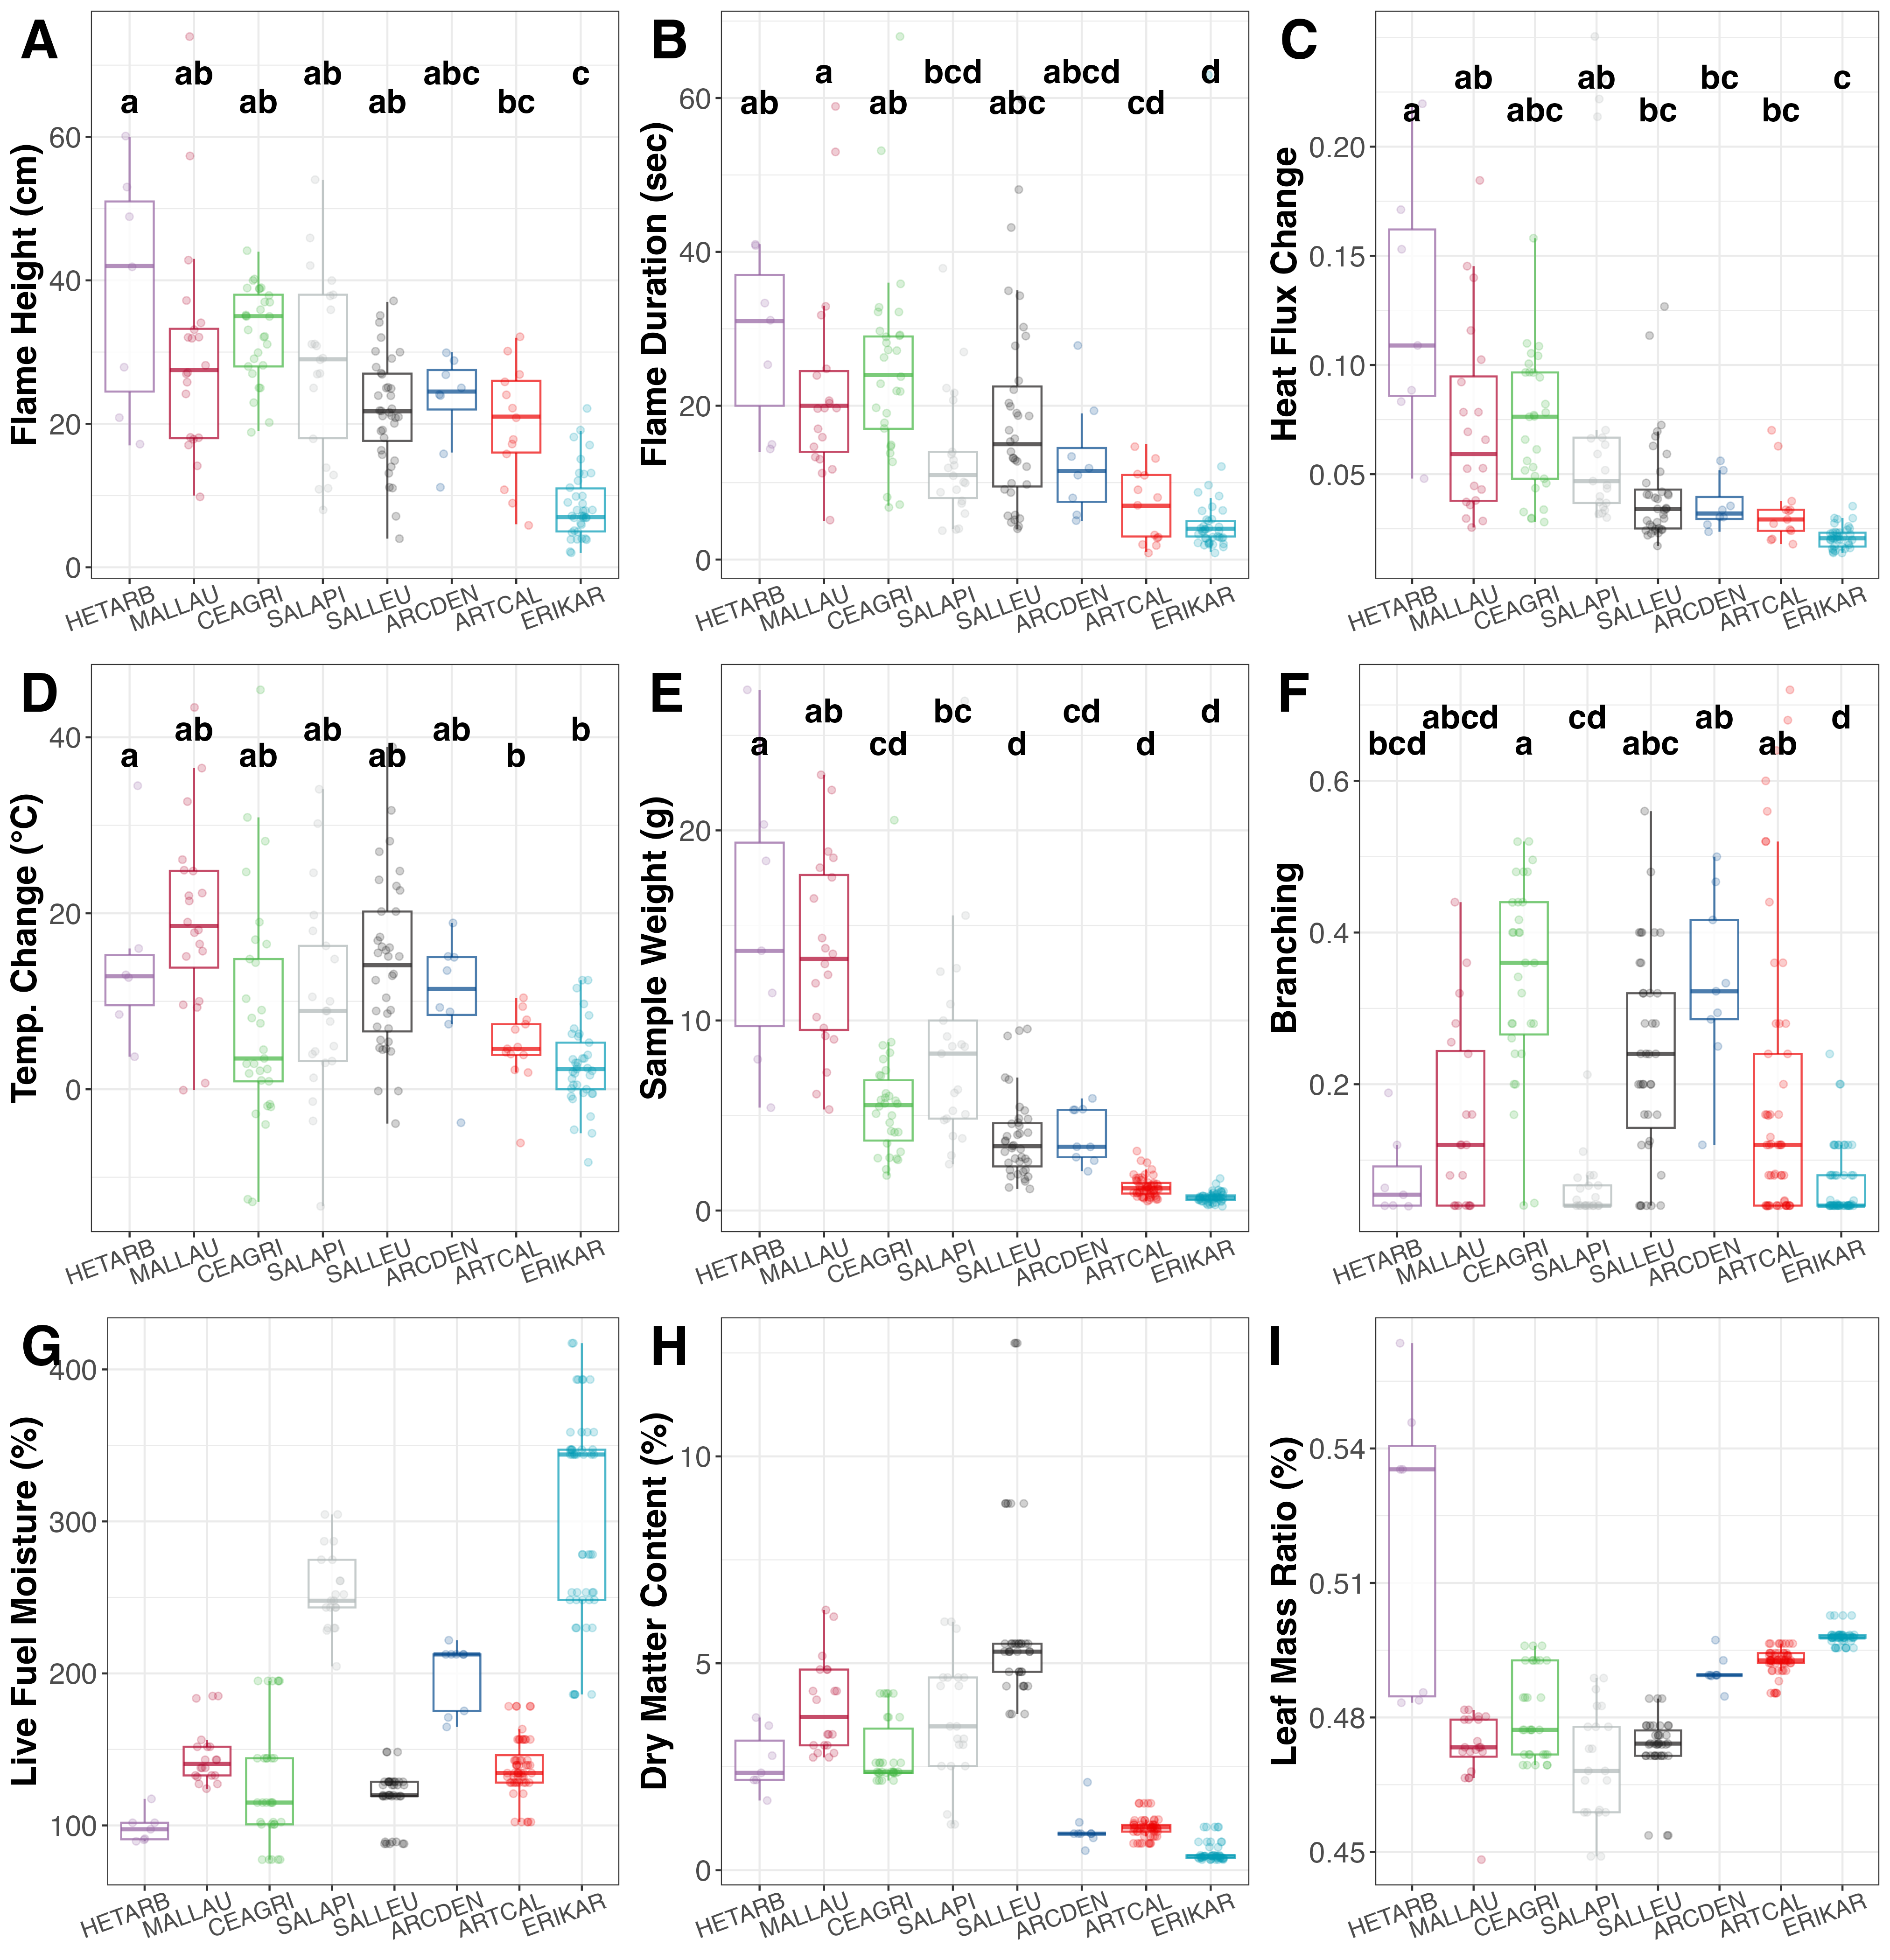 A
Flame Height (cm)
60
40
20
0
ab ab abc c
a ab ab bc
HETARB MALLAU CEAGRI SALAPI SALLEU ARCDEN ARTCAL ERIKAR
B
Flame Duration (sec)
60
40
20
0
a bcd abcd d
ab ab abc cd
HETARB MALLAU CEAGRI SALAPI SALLEU ARCDEN ARTCAL ERIKAR
C
Heat Flux Change
0.20
0.15
0.10
0.05
ab ab bc c
a abc bc bc
HETARB MALLAU CEAGRI SALAPI SALLEU ARCDEN ARTCAL ERIKAR
D
Temp. Change (°C)
40
20
0
ab ab ab b
a ab ab b
HETARB MALLAU CEAGRI SALAPI SALLEU ARCDEN ARTCAL ERIKAR
E
Sample Weight (g)
20
10
0
ab bc cd d
a cd d d
HETARB MALLAU CEAGRI SALAPI SALLEU ARCDEN ARTCAL ERIKAR
F
Branching
0.6
0.4
0.2
abcd cd ab d
bcd a abc ab
HETARB MALLAU CEAGRI SALAPI SALLEU ARCDEN ARTCAL ERIKAR
G
Live Fuel Moisture (%)
400
300
200
100
HETARB MALLAU CEAGRI SALAPI SALLEU ARCDEN ARTCAL ERIKAR
H
Dry Matter Content (%)
10
5
0
HETARB MALLAU CEAGRI SALAPI SALLEU ARCDEN ARTCAL ERIKAR
I
Leaf Mass Ratio (%)
0.54
0.51
0.48
0.45
HETARB MALLAU CEAGRI SALAPI SALLEU ARCDEN ARTCAL ERIKAR